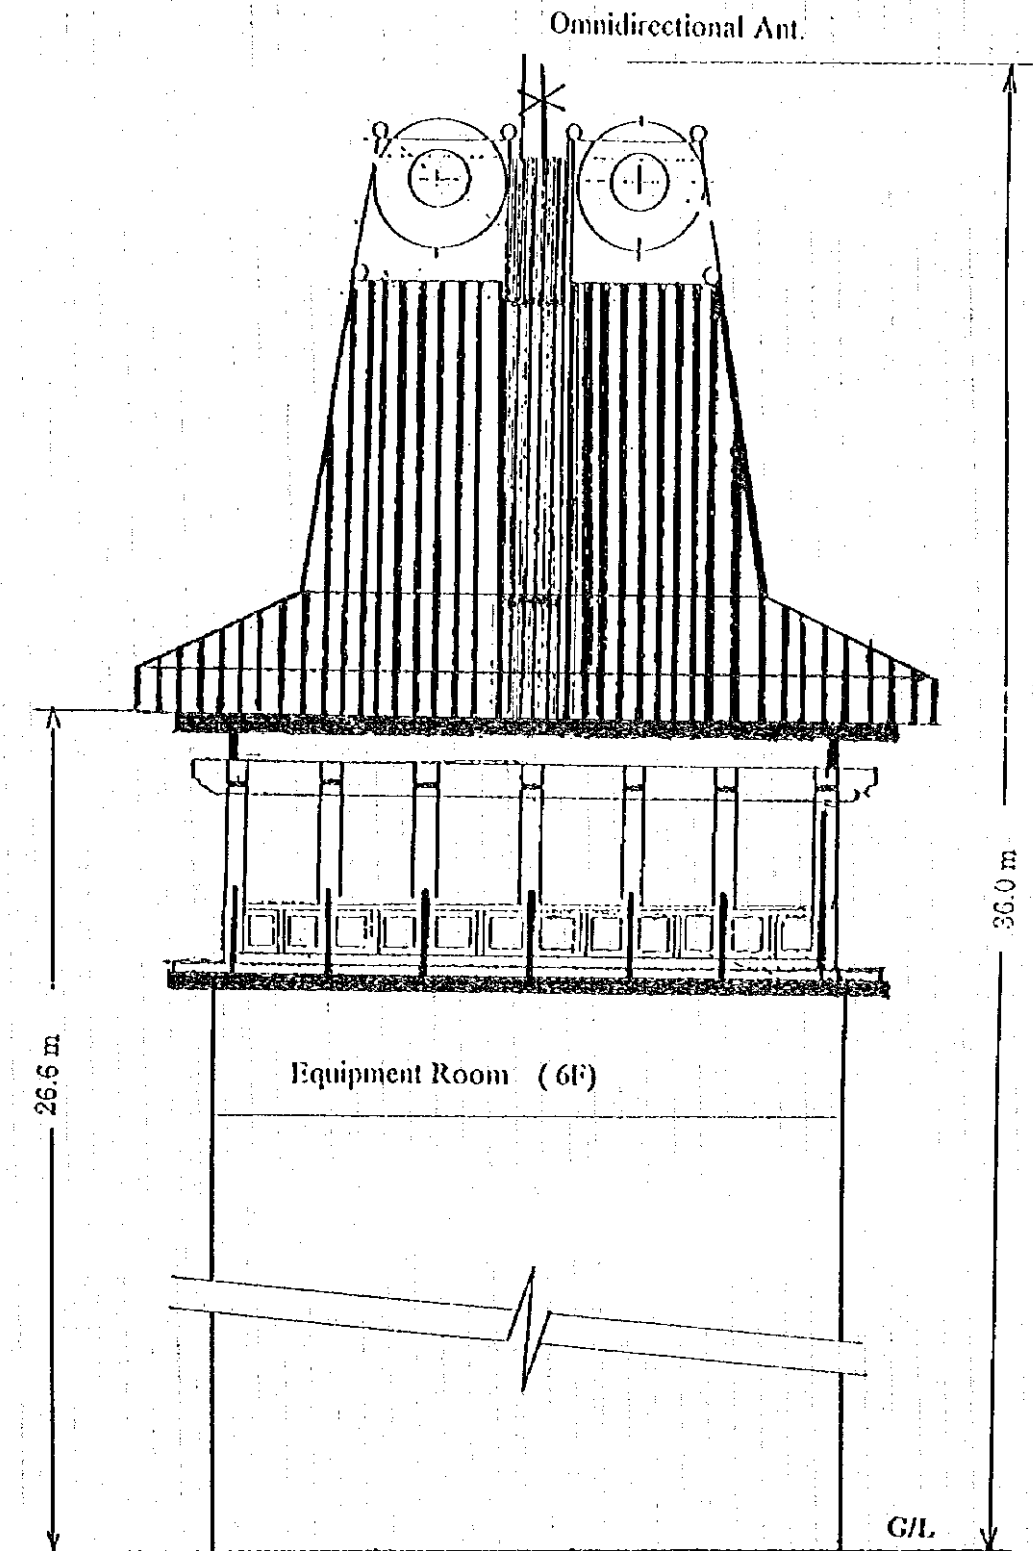 Omnidirectional Ant.
36.0 m
26.6 m
Equipment Room (6F)
G/L